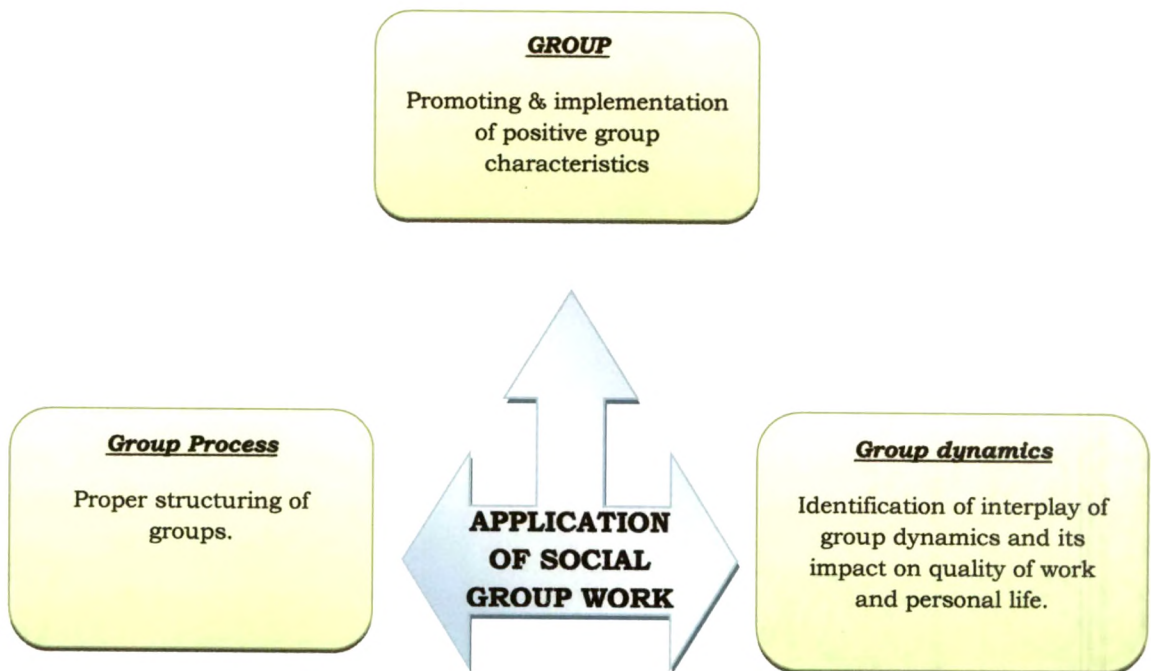 GROUP
Promoting & implementation
of positive group
characteristics
Group Process
Proper structuring of
groups.
APPLICATION
OF SOCIAL
GROUP WORK
Group dynamics
Identification of interplay of
group dynamics and its
impact on quality of work
and personal life.